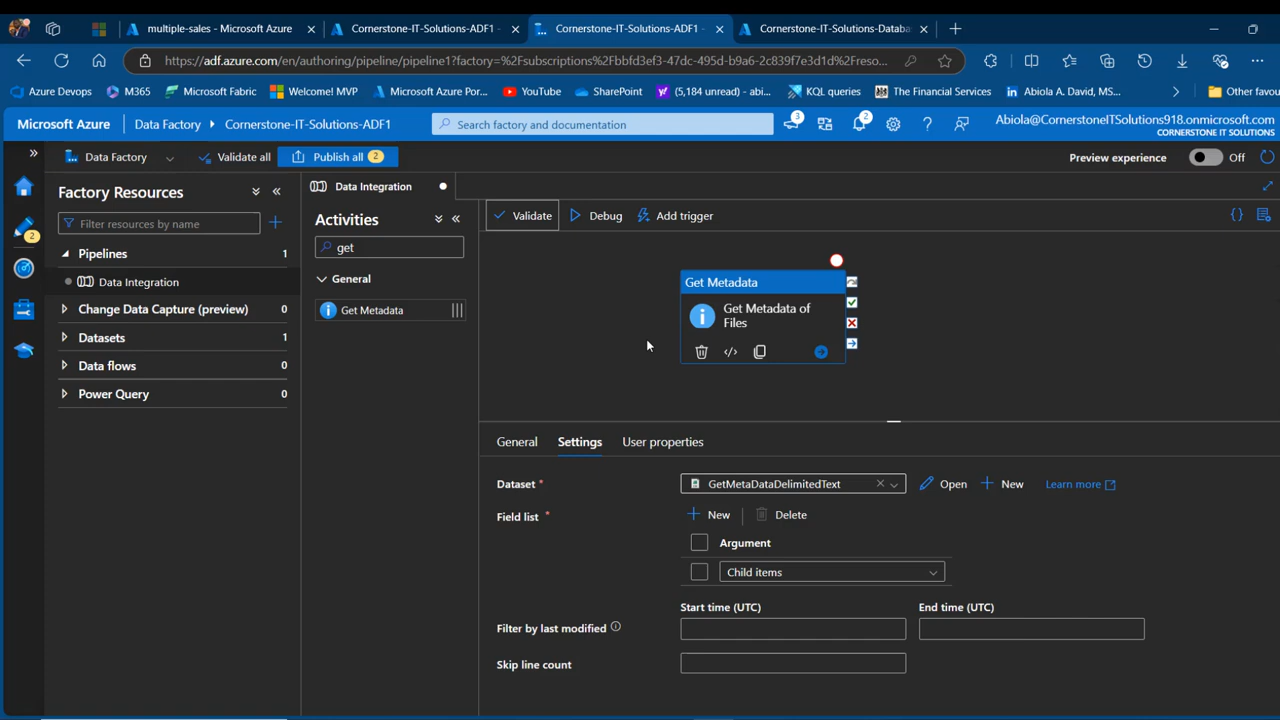 multiple-sales - Microsoft Azure
Cornerstone-IT-Solutions-ADF1 -
Cornerstone-IT-Solutions-ADF1 -
Cornerstone-IT-Solutions-Databa
https://adf.azure.com/en/authoring/pipeline/pipeline1?factory=%2Fsubscriptions%2Fbbfd3ef3-47dc-495d-b9a6-2c839f7e3d1d%2Freso...
Azure Devops
M365
Microsoft Fabric
Welcome! MVP
Microsoft Azure Por...
YouTube
SharePoint
(5,184 unread) - abi...
KQL queries
The Financial Services
Abiola A. David, MS...
Other favou
Microsoft Azure
Data Factory
Cornerstone-IT-Solutions-ADF1
Search factory and documentation
3
2
Abiola@CornerstoneITSolutions918.onmicrosoft.com
CORNERSTONE IT SOLUTIONS
Data Factory
Validate all
Publish all 2
Preview experience
Off
2
Factory Resources
Filter resources by name
Pipelines 1
Data Integration
Change Data Capture (preview) 0
Datasets 1
Data flows 0
Power Query 0
Data Integration
Activities
get
General
Get Metadata
Validate
Debug
Add trigger
{}
Get Metadata
Get Metadata of
Files
</>
General
Settings
User properties
Dataset *
GetMetaDataDelimitedText
Open
New
Learn more
Field list *
New
Delete
Argument
Child items
Start time (UTC)
End time (UTC)
Filter by last modified
Skip line count